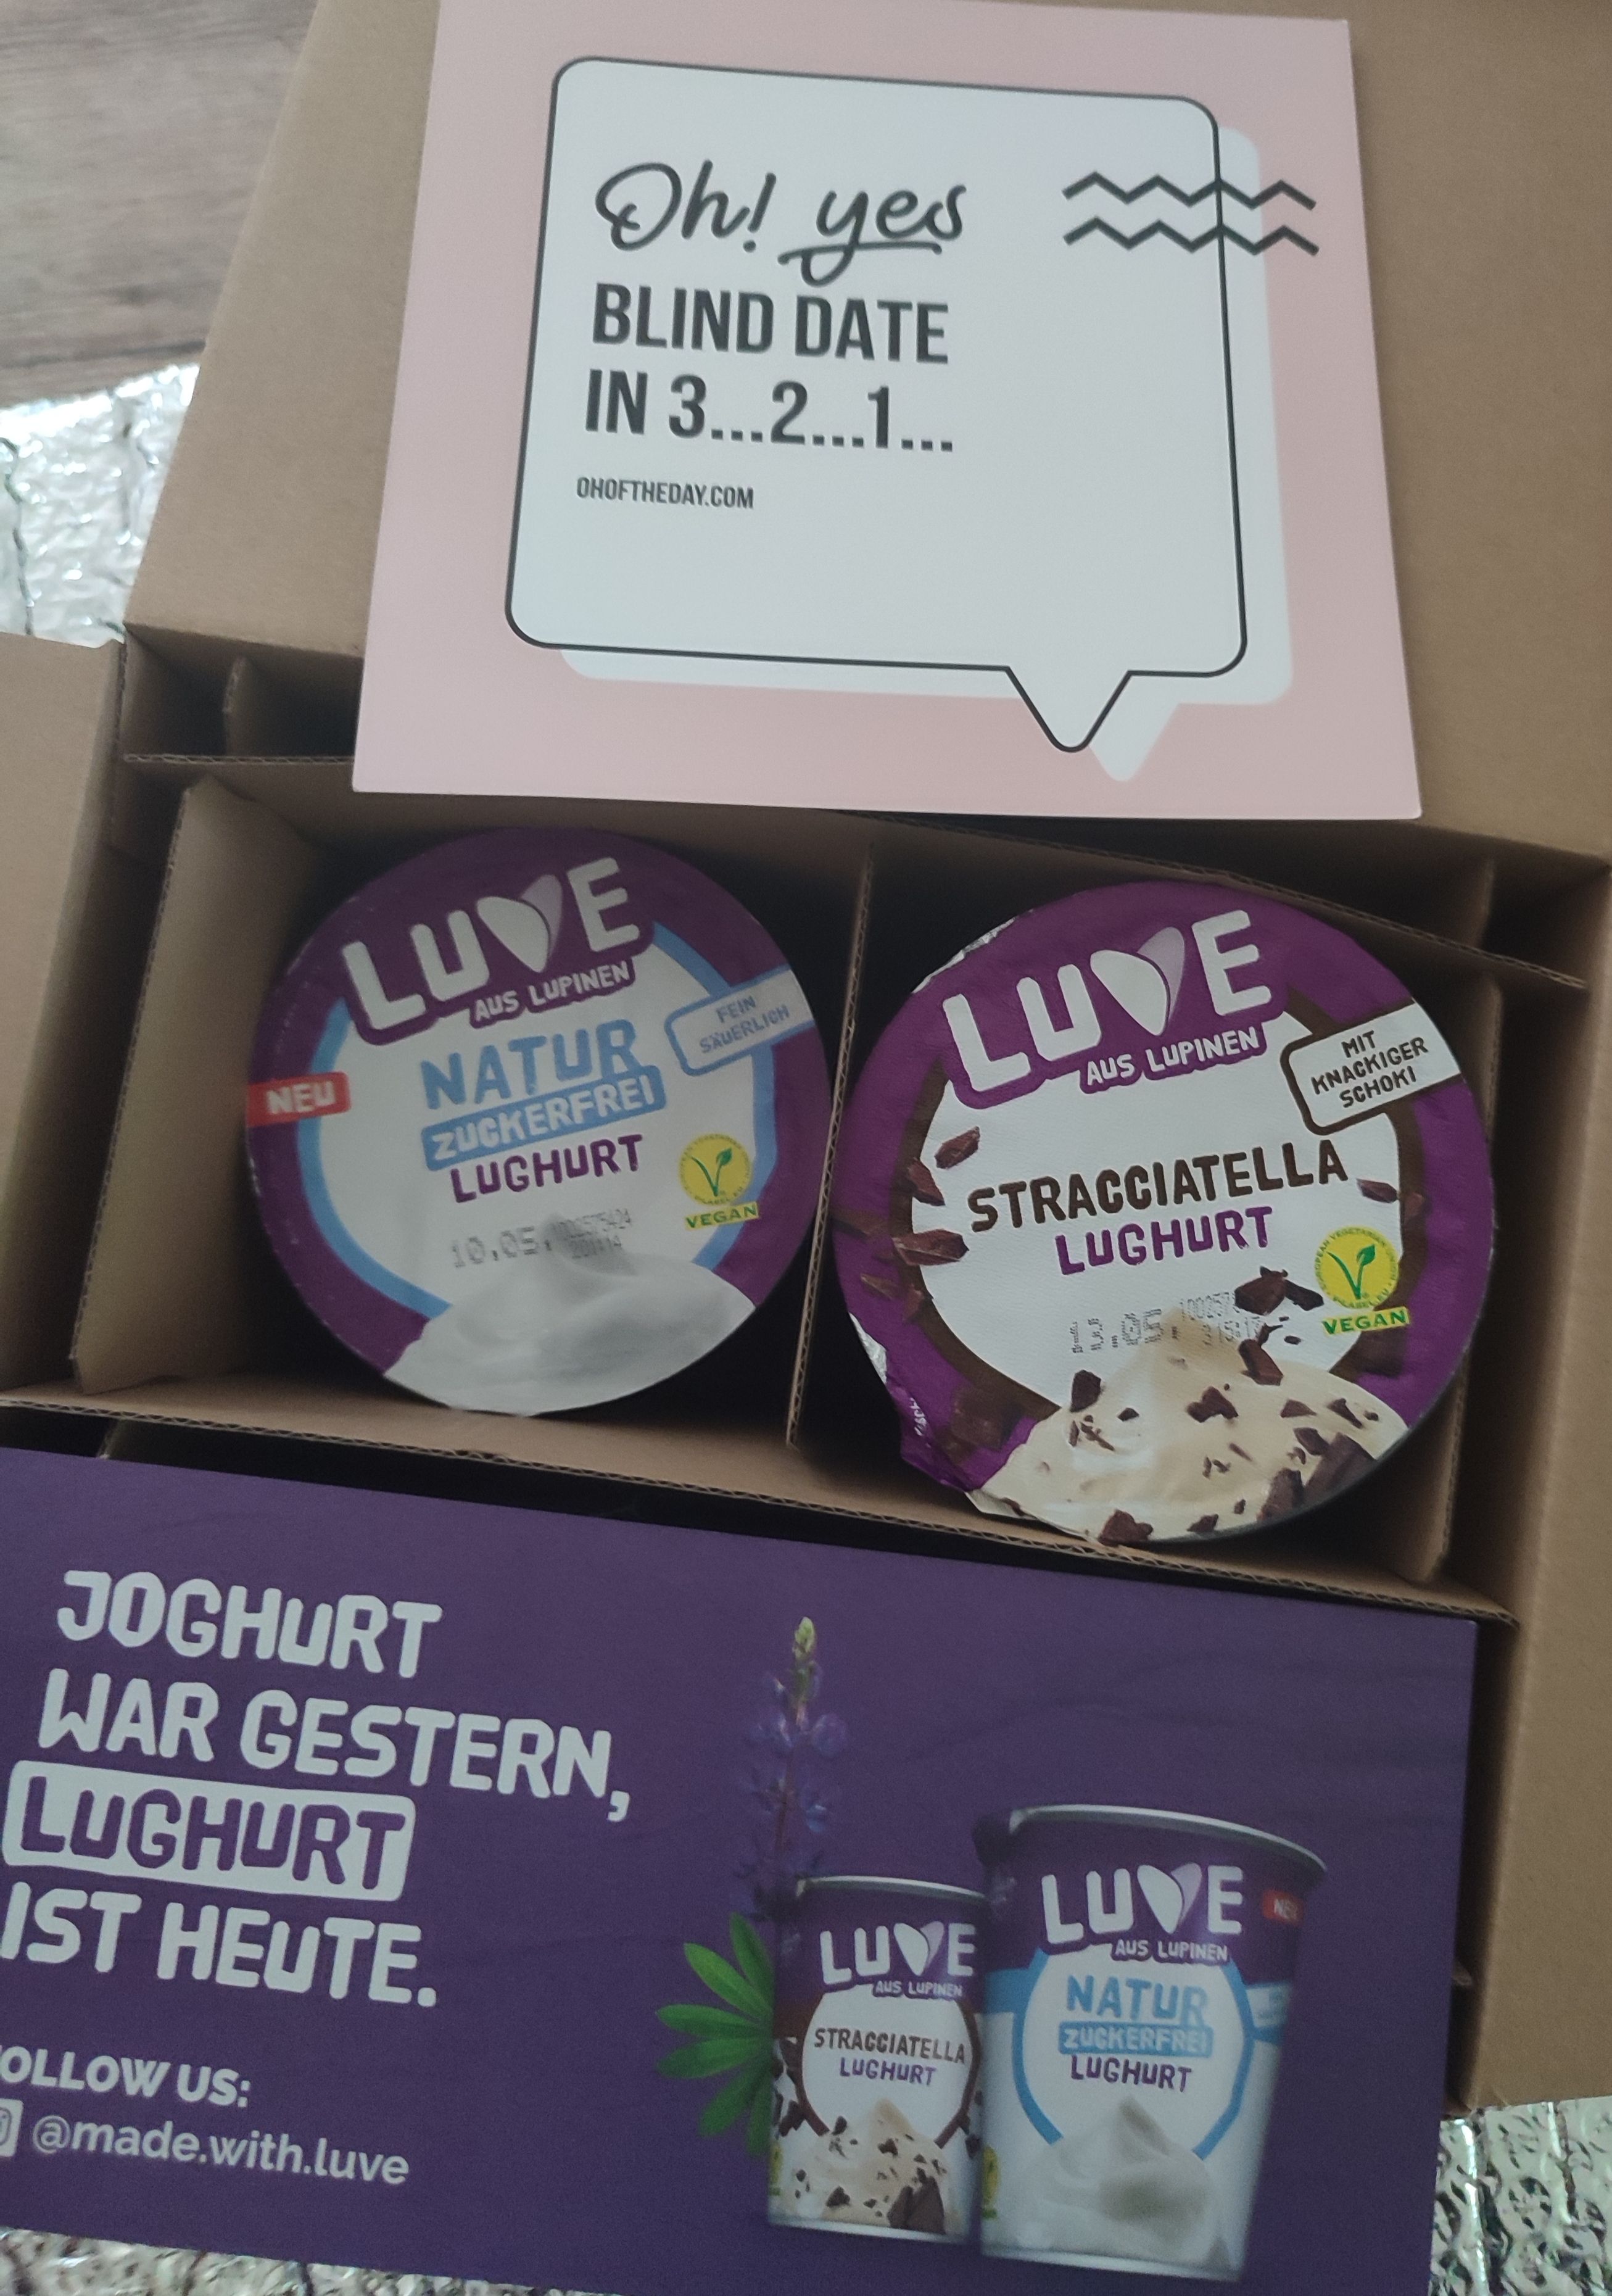 Oh! yes
BLIND DATE
IN 3...2...1...
OHOFTHEDAY.COM
LUVE
AUS LUPINEN
NATUR
ZUCKERFREI
LUGHURT
FEIN
SÄUERLICH
NEU
VEGAN
10.05.
LUVE
AUS LUPINEN
MIT
KNACKIGER
SCHOKI
STRACCIATELLA
LUGHURT
VEGAN
JOGHURT
WAR GESTERN,
LUGHURT
IST HEUTE.
OLLOW US:
@made.with.luve
LUVE
AUS LUPINEN
STRACCIATELLA
LUGHURT
LUVE
AUS LUPINEN
NATUR
ZUCKERFREI
LUGHURT